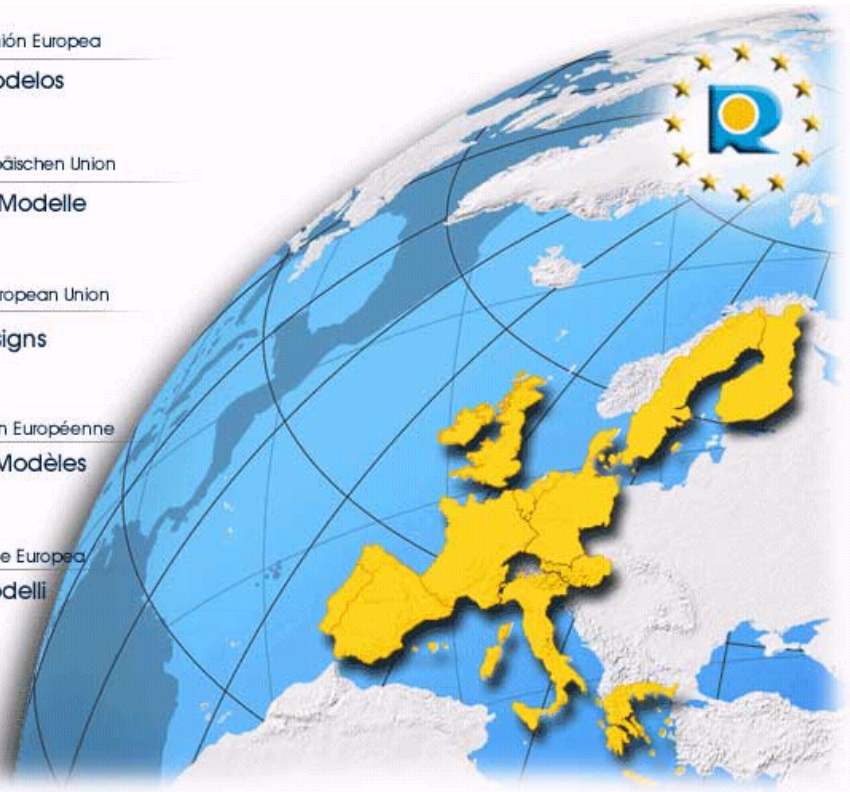 ión Europea
odelos
päischen Union
Modelle
ropean Union
signs
n Européenne
Modèles
e Europea
odelli
R